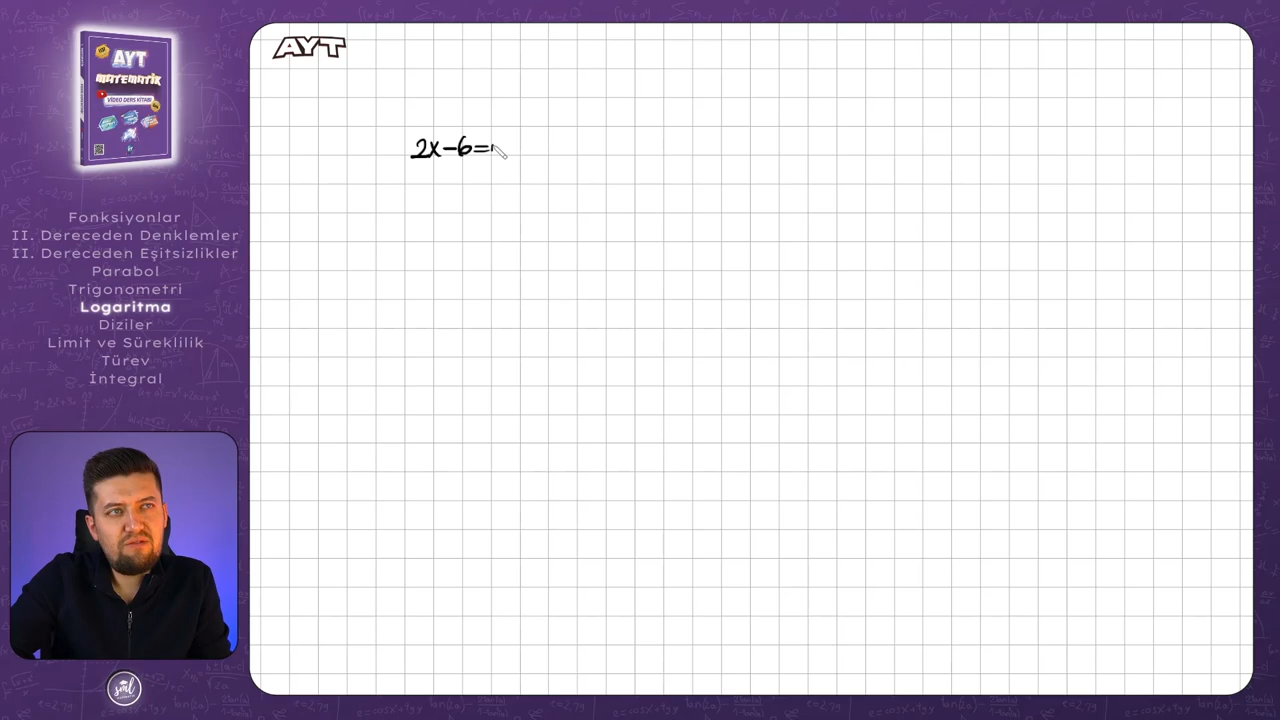 AYT
AYT
MATEMATİK
VİDEO DERS KİTABI
2x-6=
Fonksiyonlar
II. Dereceden Denklemler
II. Dereceden Eşitsizlikler
Parabol
Trigonometri
Logaritma
Diziler
Limit ve Süreklilik
Türev
İntegral
sml